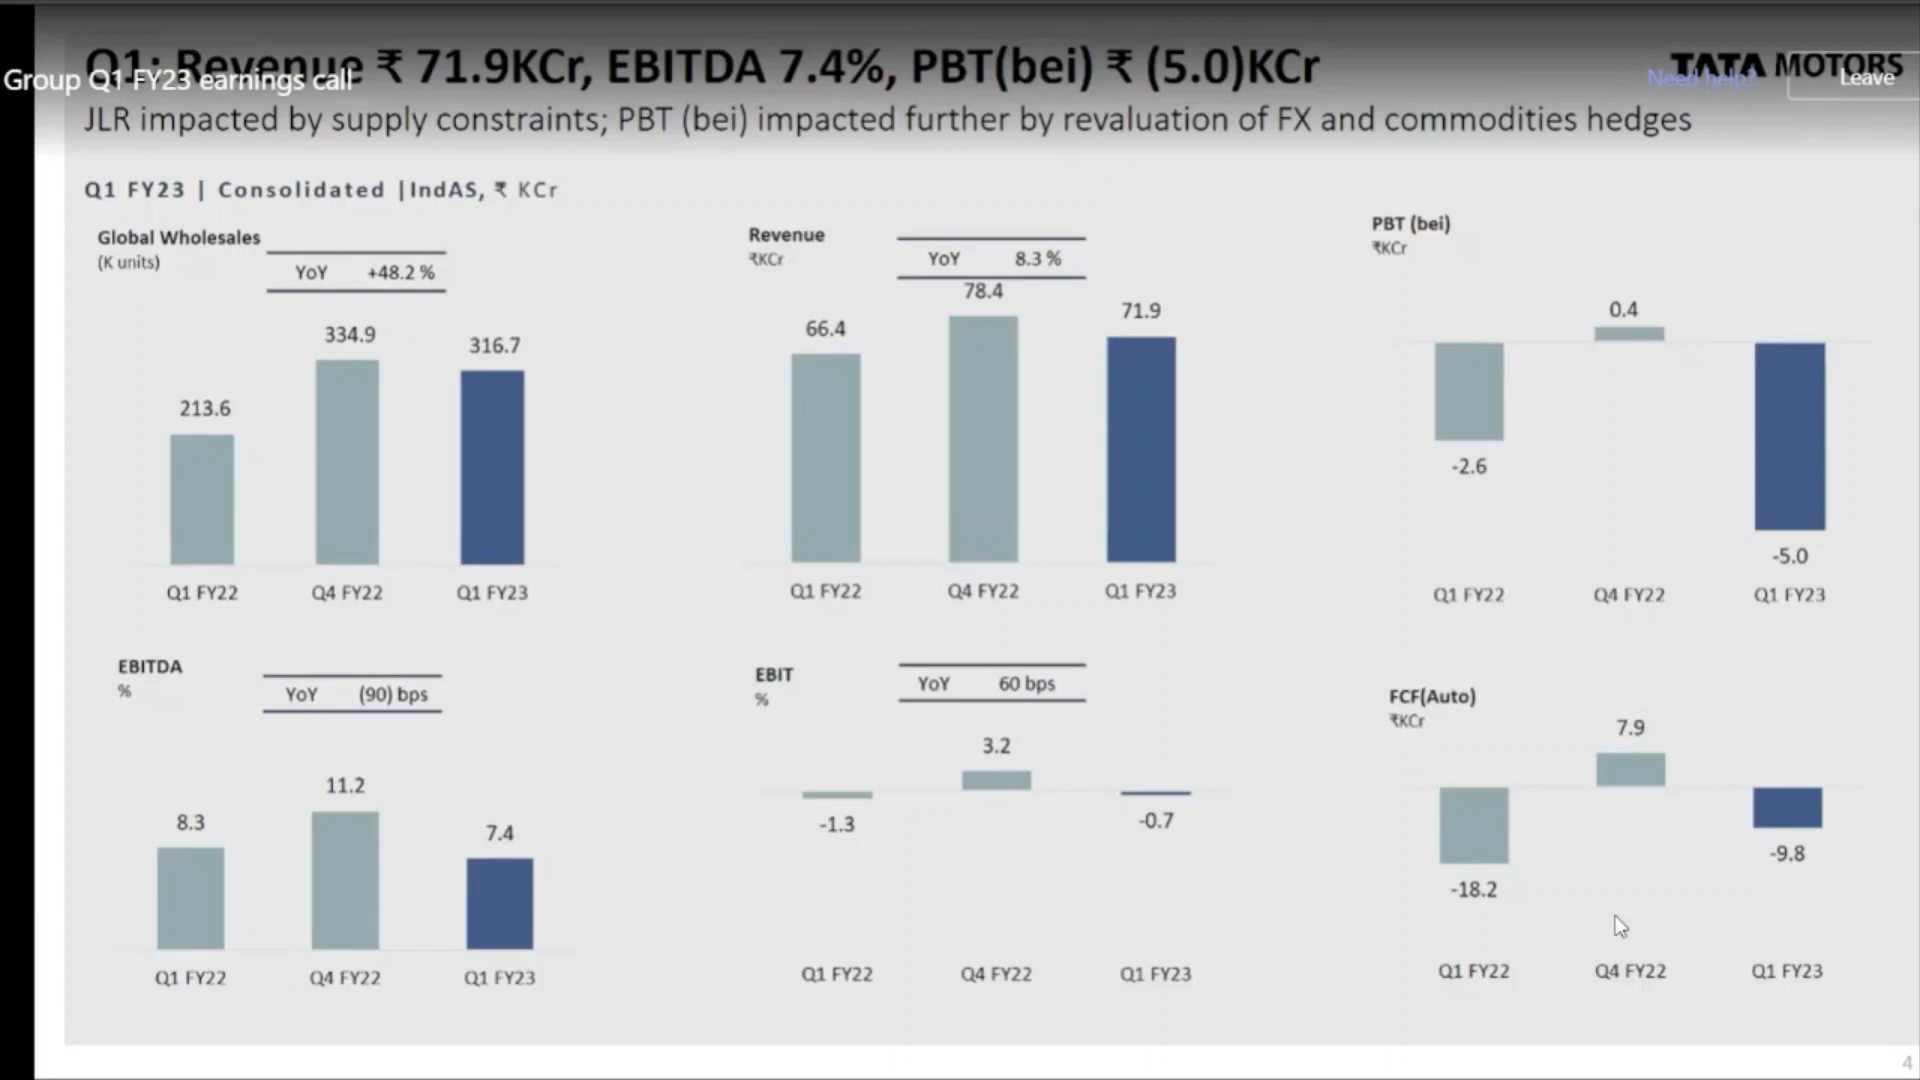 Q1: Revenue ₹ 71.9KCr, EBITDA 7.4%, PBT(bei) ₹ (5.0)KCr
TATA MOTORS
Group Q1 FY23 earnings call
Need help?
Leave
JLR impacted by supply constraints; PBT (bei) impacted further by revaluation of FX and commodities hedges
Q1 FY23 | Consolidated |IndAS, ₹ KCr
Global Wholesales
(K units)
YoY +48.2 %
213.6
334.9
316.7
Q1 FY22 Q4 FY22 Q1 FY23
Revenue
₹KCr
YoY 8.3 %
66.4
78.4
71.9
Q1 FY22 Q4 FY22 Q1 FY23
PBT (bei)
₹KCr
0.4
-2.6
-5.0
Q1 FY22 Q4 FY22 Q1 FY23
EBITDA
%
YoY (90) bps
8.3
11.2
7.4
Q1 FY22 Q4 FY22 Q1 FY23
EBIT
%
YoY 60 bps
3.2
-1.3
-0.7
Q1 FY22 Q4 FY22 Q1 FY23
FCF(Auto)
₹KCr
7.9
-18.2
-9.8
Q1 FY22 Q4 FY22 Q1 FY23
4